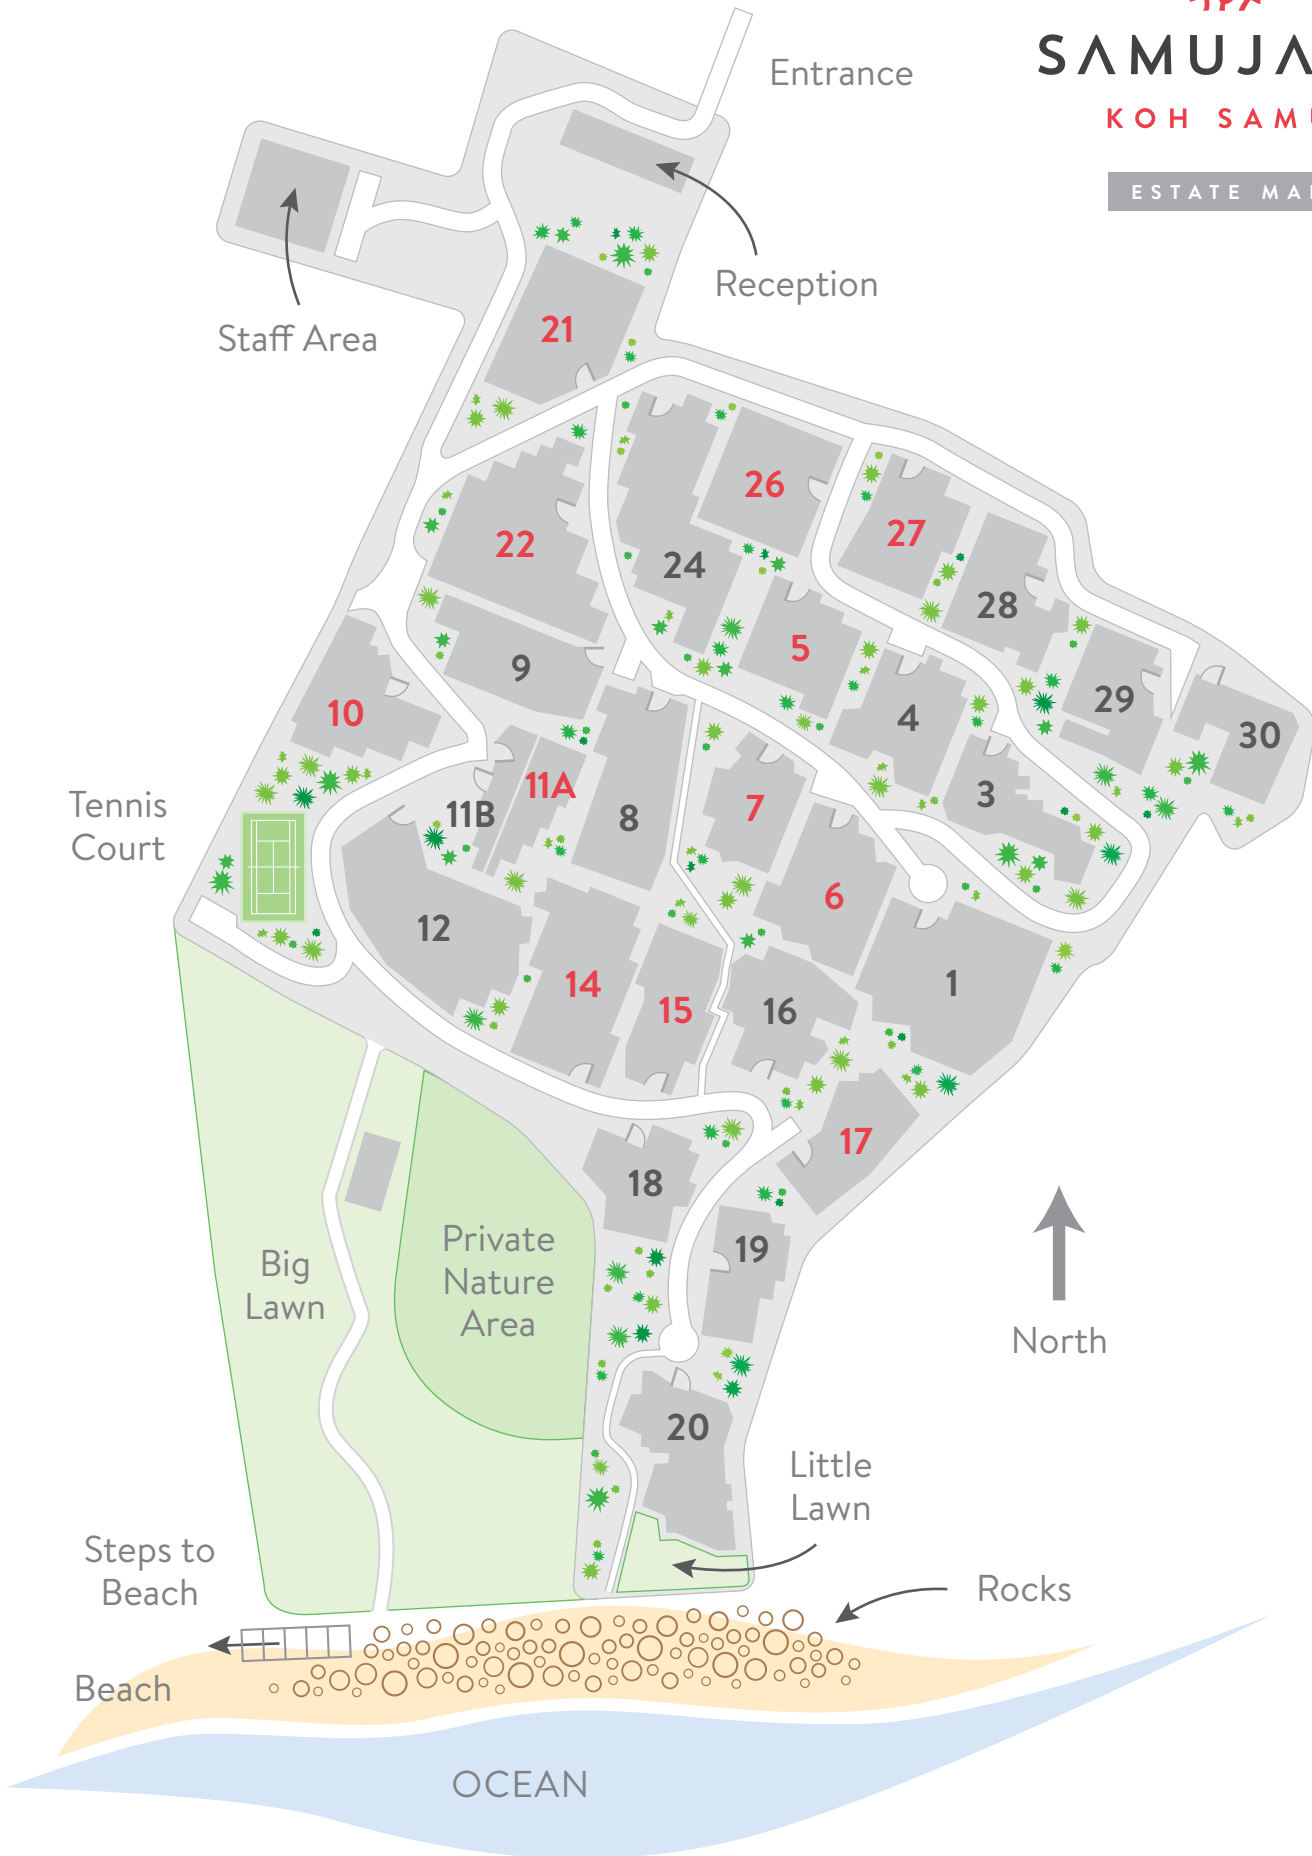 Entrance
SAMUJA
KOH SAMU
ESTATE MA
Reception
Staff Area
21
26
27
22
24
28
5
9
29
4
10
30
3
11A
7
Tennis
Court
11B
8
6
12
14
1
15
16
17
18
19
Private
Nature
Area
Big
Lawn
North
20
Little
Lawn
Steps to
Beach
Rocks
Beach
OCEAN